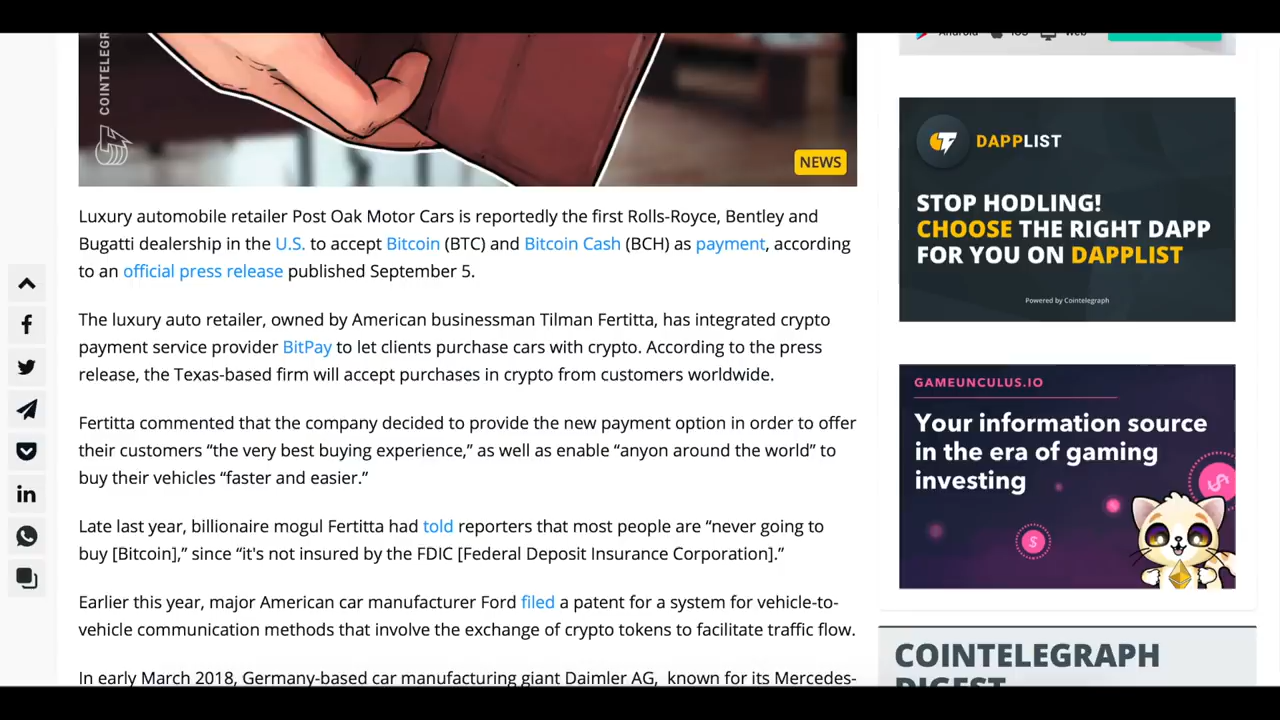 COINTELEGR
NEWS
Luxury automobile retailer Post Oak Motor Cars is reportedly the first Rolls-Royce, Bentley and
Bugatti dealership in the U.S. to accept Bitcoin (BTC) and Bitcoin Cash (BCH) as payment, according
to an official press release published September 5.
The luxury auto retailer, owned by American businessman Tilman Fertitta, has integrated crypto
payment service provider BitPay to let clients purchase cars with crypto. According to the press
release, the Texas-based firm will accept purchases in crypto from customers worldwide.
Fertitta commented that the company decided to provide the new payment option in order to offer
their customers “the very best buying experience,” as well as enable “anyon around the world” to
buy their vehicles “faster and easier.”
Late last year, billionaire mogul Fertitta had told reporters that most people are “never going to
buy [Bitcoin],” since “it's not insured by the FDIC [Federal Deposit Insurance Corporation].”
Earlier this year, major American car manufacturer Ford filed a patent for a system for vehicle-to-
vehicle communication methods that involve the exchange of crypto tokens to facilitate traffic flow.
In early March 2018, Germany-based car manufacturing giant Daimler AG, known for its Mercedes-
Android iOS Web
DAPPLIST
STOP HODLING!
CHOOSE THE RIGHT DAPP
FOR YOU ON DAPPLIST
Powered by Cointelegraph
GAMEUNCULUS.IO
Your information source
in the era of gaming
investing
COINTELEGRAPH
DIGEST